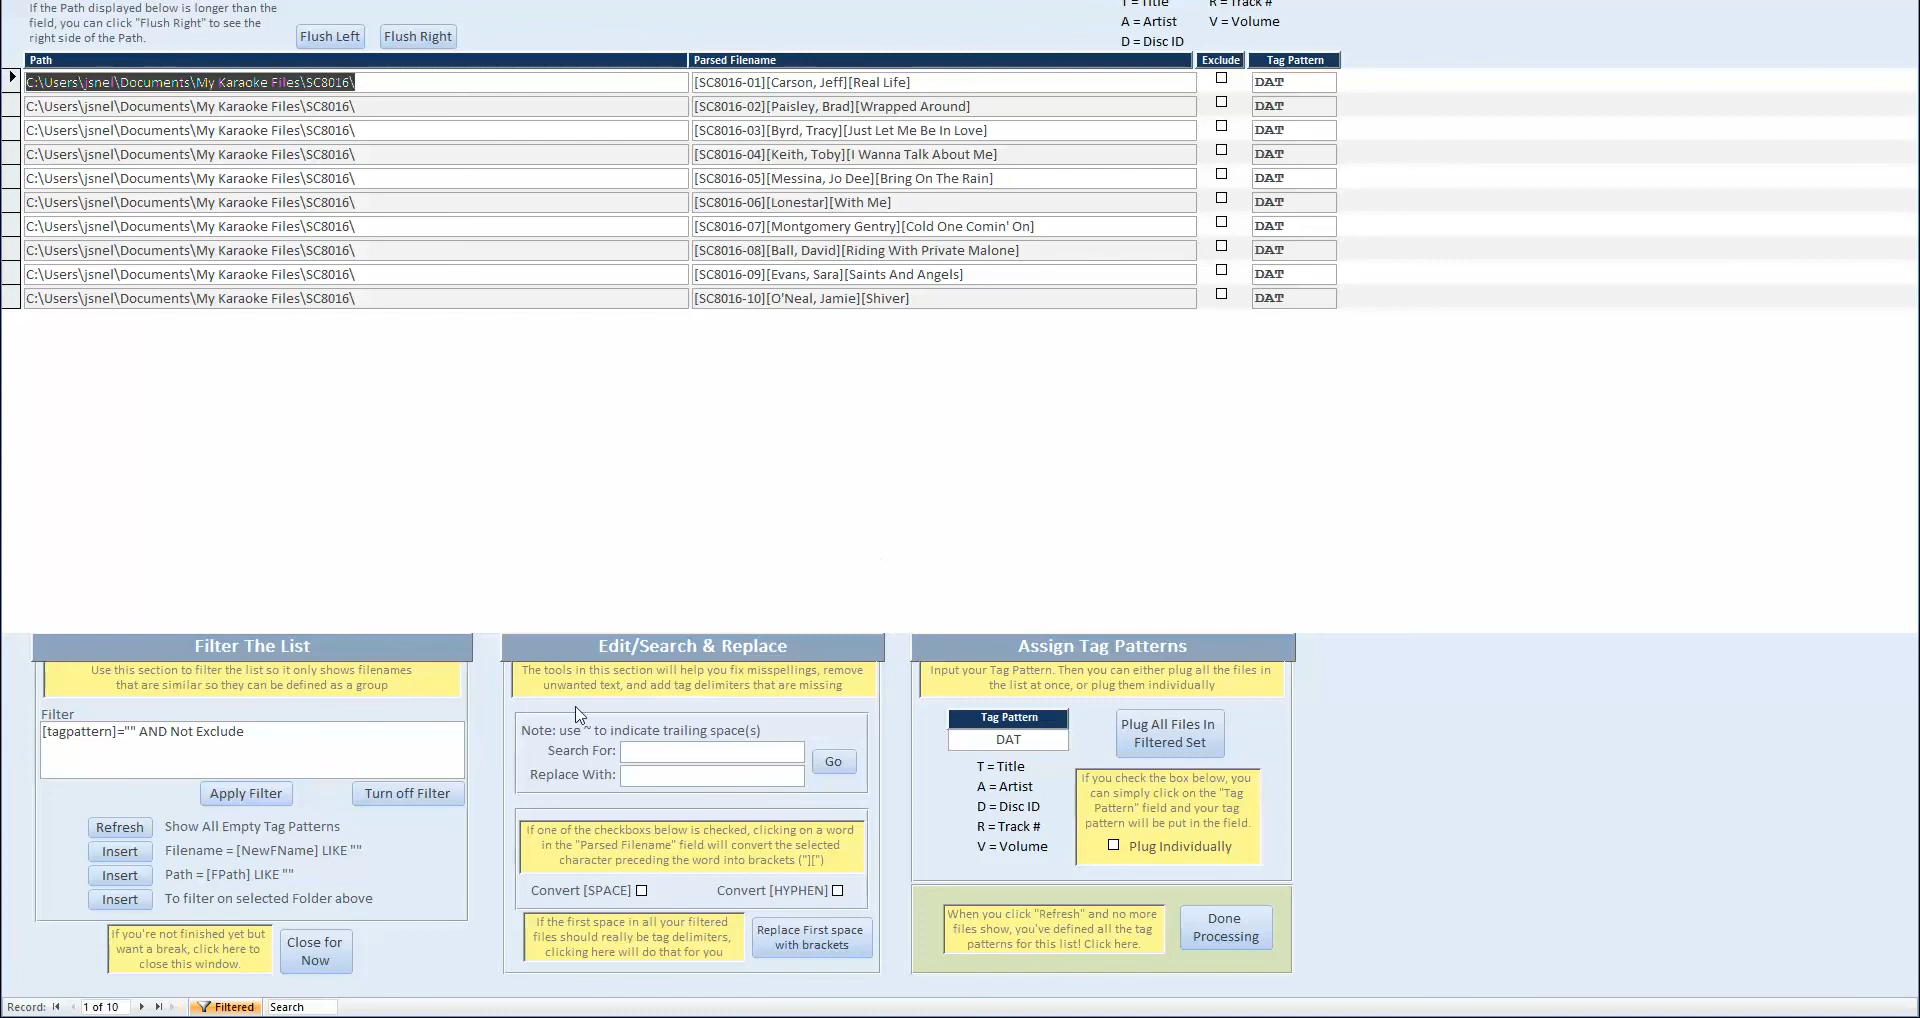 If the Path displayed below is longer than the
field, you can click "Flush Right" to see the
right side of the Path.
Flush Left
Flush Right
T = Title
R = Track #
A = Artist
V = Volume
D = Disc ID
Path
Parsed Filename
Exclude
Tag Pattern
C:\Users\jsnel\Documents\My Karaoke Files\SC8016\
[SC8016-01][Carson, Jeff][Real Life]
DAT
C:\Users\jsnel\Documents\My Karaoke Files\SC8016\
[SC8016-02][Paisley, Brad][Wrapped Around]
DAT
C:\Users\jsnel\Documents\My Karaoke Files\SC8016\
[SC8016-03][Byrd, Tracy][Just Let Me Be In Love]
DAT
C:\Users\jsnel\Documents\My Karaoke Files\SC8016\
[SC8016-04][Keith, Toby][I Wanna Talk About Me]
DAT
C:\Users\jsnel\Documents\My Karaoke Files\SC8016\
[SC8016-05][Messina, Jo Dee][Bring On The Rain]
DAT
C:\Users\jsnel\Documents\My Karaoke Files\SC8016\
[SC8016-06][Lonestar][With Me]
DAT
C:\Users\jsnel\Documents\My Karaoke Files\SC8016\
[SC8016-07][Montgomery Gentry][Cold One Comin' On]
DAT
C:\Users\jsnel\Documents\My Karaoke Files\SC8016\
[SC8016-08][Ball, David][Riding With Private Malone]
DAT
C:\Users\jsnel\Documents\My Karaoke Files\SC8016\
[SC8016-09][Evans, Sara][Saints And Angels]
DAT
C:\Users\jsnel\Documents\My Karaoke Files\SC8016\
[SC8016-10][O'Neal, Jamie][Shiver]
DAT
Filter The List
Use this section to filter the list so it only shows filenames
that are similar so they can be defined as a group
Filter
[tagpattern]="" AND Not Exclude
Apply Filter
Turn off Filter
Refresh
Show All Empty Tag Patterns
Insert
Filename = [NewFName] LIKE ""
Insert
Path = [FPath] LIKE ""
Insert
To filter on selected Folder above
If you're not finished yet but
want a break, click here to
close this window.
Close for
Now
Edit/Search & Replace
The tools in this section will help you fix misspellings, remove
unwanted text, and add tag delimiters that are missing
Note: use ~ to indicate trailing space(s)
Search For:
Replace With:
Go
If one of the checkboxes below is checked, clicking on a word
in the "Parsed Filename" field will convert the selected
character preceding the word into brackets ("][")
Convert [SPACE]
Convert [HYPHEN]
If the first space in all your filtered
files should really be tag delimiters,
clicking here will do that for you
Replace First space
with brackets
Assign Tag Patterns
Input your Tag Pattern. Then you can either plug all the files in
the list at once, or plug them individually
Tag Pattern
DAT
Plug All Files In
Filtered Set
T = Title
A = Artist
D = Disc ID
R = Track #
V = Volume
If you check the box below, you
can simply click on the "Tag
Pattern" field and your tag
pattern will be put in the field.
Plug Individually
When you click "Refresh" and no more
files show, you've defined all the tag
patterns for this list! Click here.
Done
Processing
Record:
1 of 10
Filtered
Search